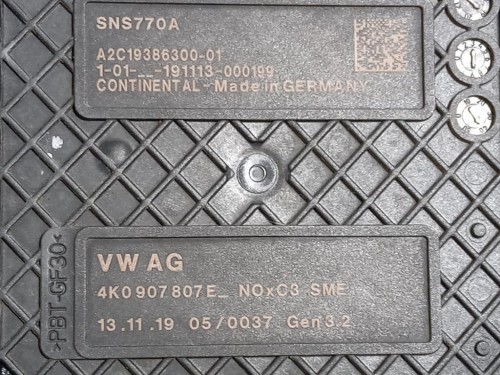 SNS770A
A2C19386300-01
1-01-__-191113-000199
CONTINENTAL - Made in GERMANY
>PBT-GF30<
VW AG
4K0 907 807 E_ NOxC3 SME
13.11.19 05/0037 Gen3.2